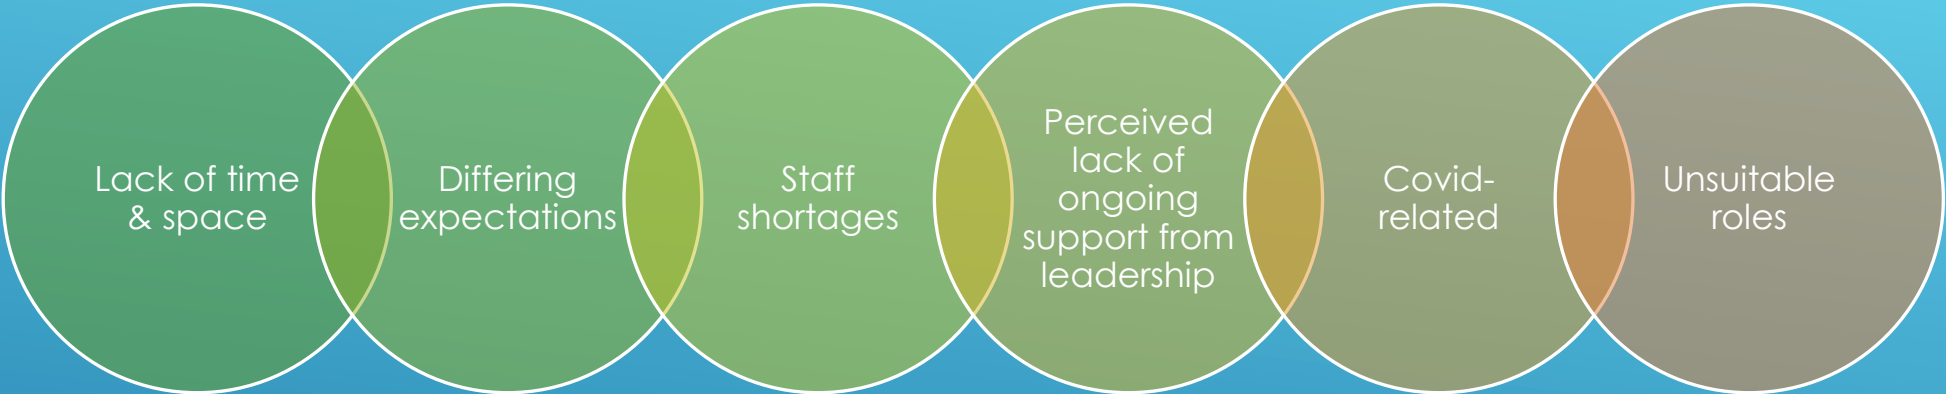 Lack of time
& space
Differing
expectations
Staff
shortages
Perceived
lack of
ongoing
support from
leadership
Covid-
related
Unsuitable
roles